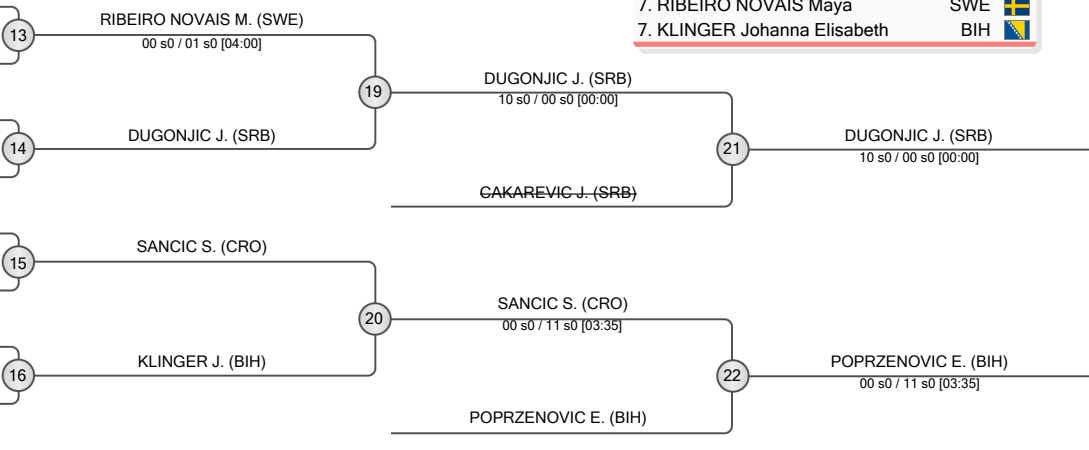 7. RIBEIRO NOVAIS Maya SWE
7. KLINGER Johanna Elisabeth BIH
13
RIBEIRO NOVAIS M. (SWE)
00 s0 / 01 s0 [04:00]
14
DUGONJIC J. (SRB)
19
DUGONJIC J. (SRB)
10 s0 / 00 s0 [00:00]
CAKAREVIC J. (SRB)
21
DUGONJIC J. (SRB)
10 s0 / 00 s0 [00:00]
15
SANCIC S. (CRO)
16
KLINGER J. (BIH)
20
SANCIC S. (CRO)
00 s0 / 11 s0 [03:35]
POPRZENOVIC E. (BIH)
22
POPRZENOVIC E. (BIH)
00 s0 / 11 s0 [03:35]